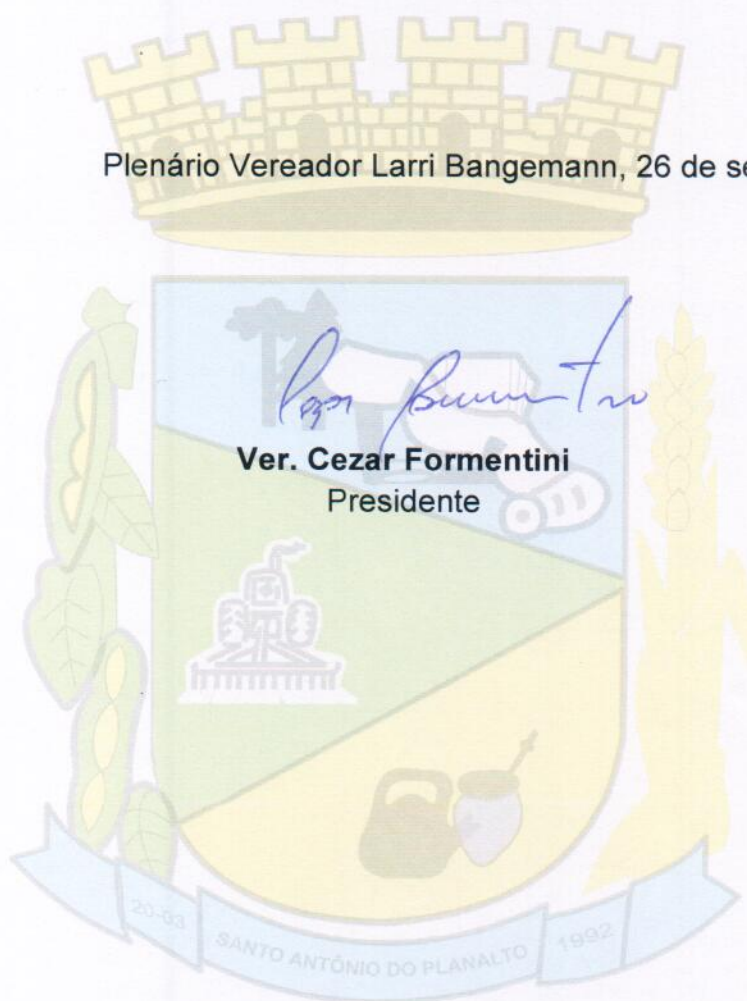 Plenário Vereador Larri Bangemann, 26 de se
Ver. Cezar Formentini
Presidente
20-03 SANTO ANTÔNIO DO PLANALTO 1992